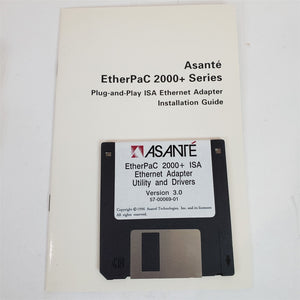 Asanté
EtherPaC 2000+ Series
Plug-and-Play ISA Ethernet Adapter
Installation Guide
ASANTÉ
EtherPaC 2000+ ISA
Ethernet Adapter
Utility and Drivers
Version 3.0
57-00069-01
Copyright ©1996 Asanté Technologies, Inc. and its licensors
All rights reserved.